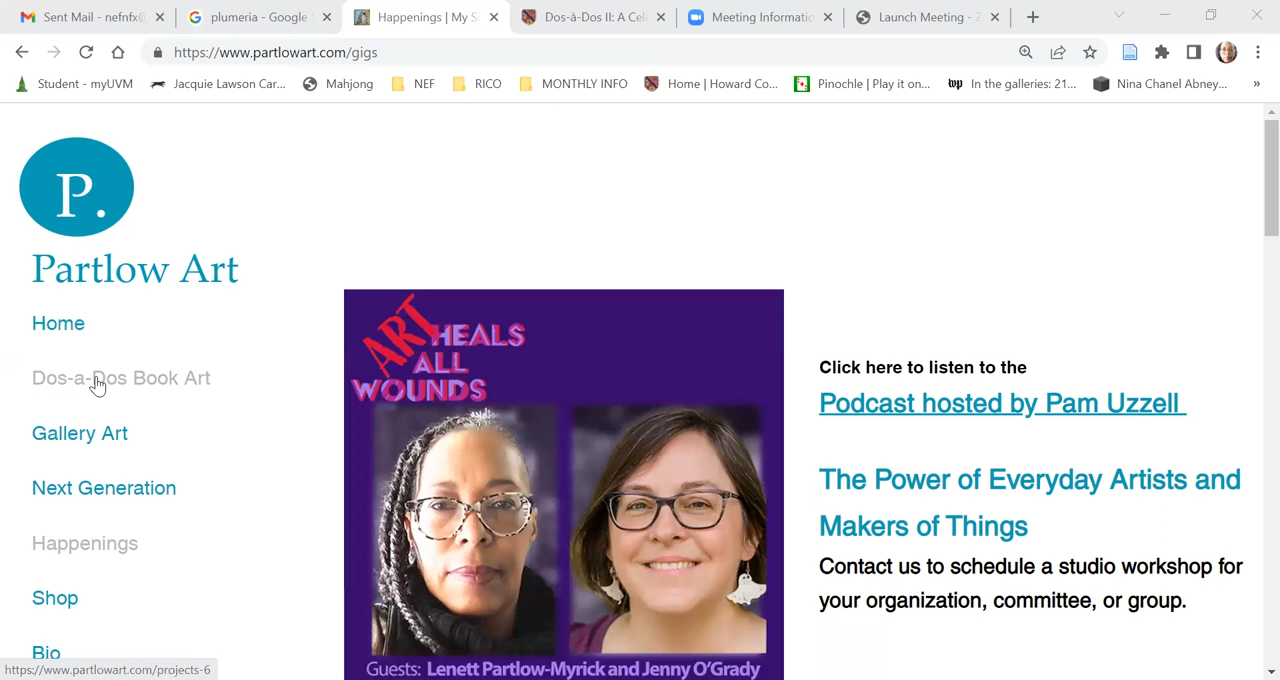 Sent Mail - nefnfx@
plumeria - Google
Happenings | My S
Dos-à-Dos II: A Cel
Meeting Informatio
Launch Meeting - Z
https://www.partlowart.com/gigs
Student - myUVM
Jacquie Lawson Car...
Mahjong
NEF
RICO
MONTHLY INFO
Home | Howard Co...
Pinochle | Play it on...
wp In the galleries: 21...
Nina Chanel Abney...
»
P.
Partlow Art
Home
Dos-a-Dos Book Art
Gallery Art
Next Generation
Happenings
Shop
Bio
https://www.partlowart.com/projects-6
ART HEALS
ALL
WOUNDS
Guests: Lenett Partlow-Myrick and Jenny O'Grady
Click here to listen to the
Podcast hosted by Pam Uzzell
The Power of Everyday Artists and
Makers of Things
Contact us to schedule a studio workshop for
your organization, committee, or group.